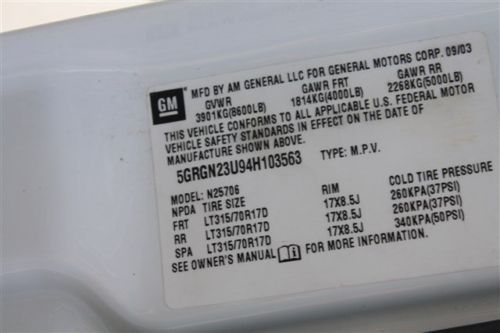 GM
MFD BY AM GENERAL LLC FOR GENERAL MOTORS CORP. 09/03
GVWR GAWR FRT GAWR RR
3901KG(8600LB) 1814KG(4000LB) 2268KG(5000LB)
THIS VEHICLE CONFORMS TO ALL APPLICABLE U.S. FEDERAL MOTOR
VEHICLE SAFETY STANDARDS IN EFFECT ON THE DATE OF
MANUFACTURE SHOWN ABOVE.
5GRGN23U94H103563 TYPE: M.P.V.
MODEL: N25706
NPDA TIRE SIZE RIM COLD TIRE PRESSURE
FRT LT315/70R17D 17X8.5J 260KPA(37PSI)
RR LT315/70R17D 17X8.5J 260KPA(37PSI)
SPA LT315/70R17D 17X8.5J 340KPA(50PSI)
SEE OWNER'S MANUAL FOR MORE INFORMATION.